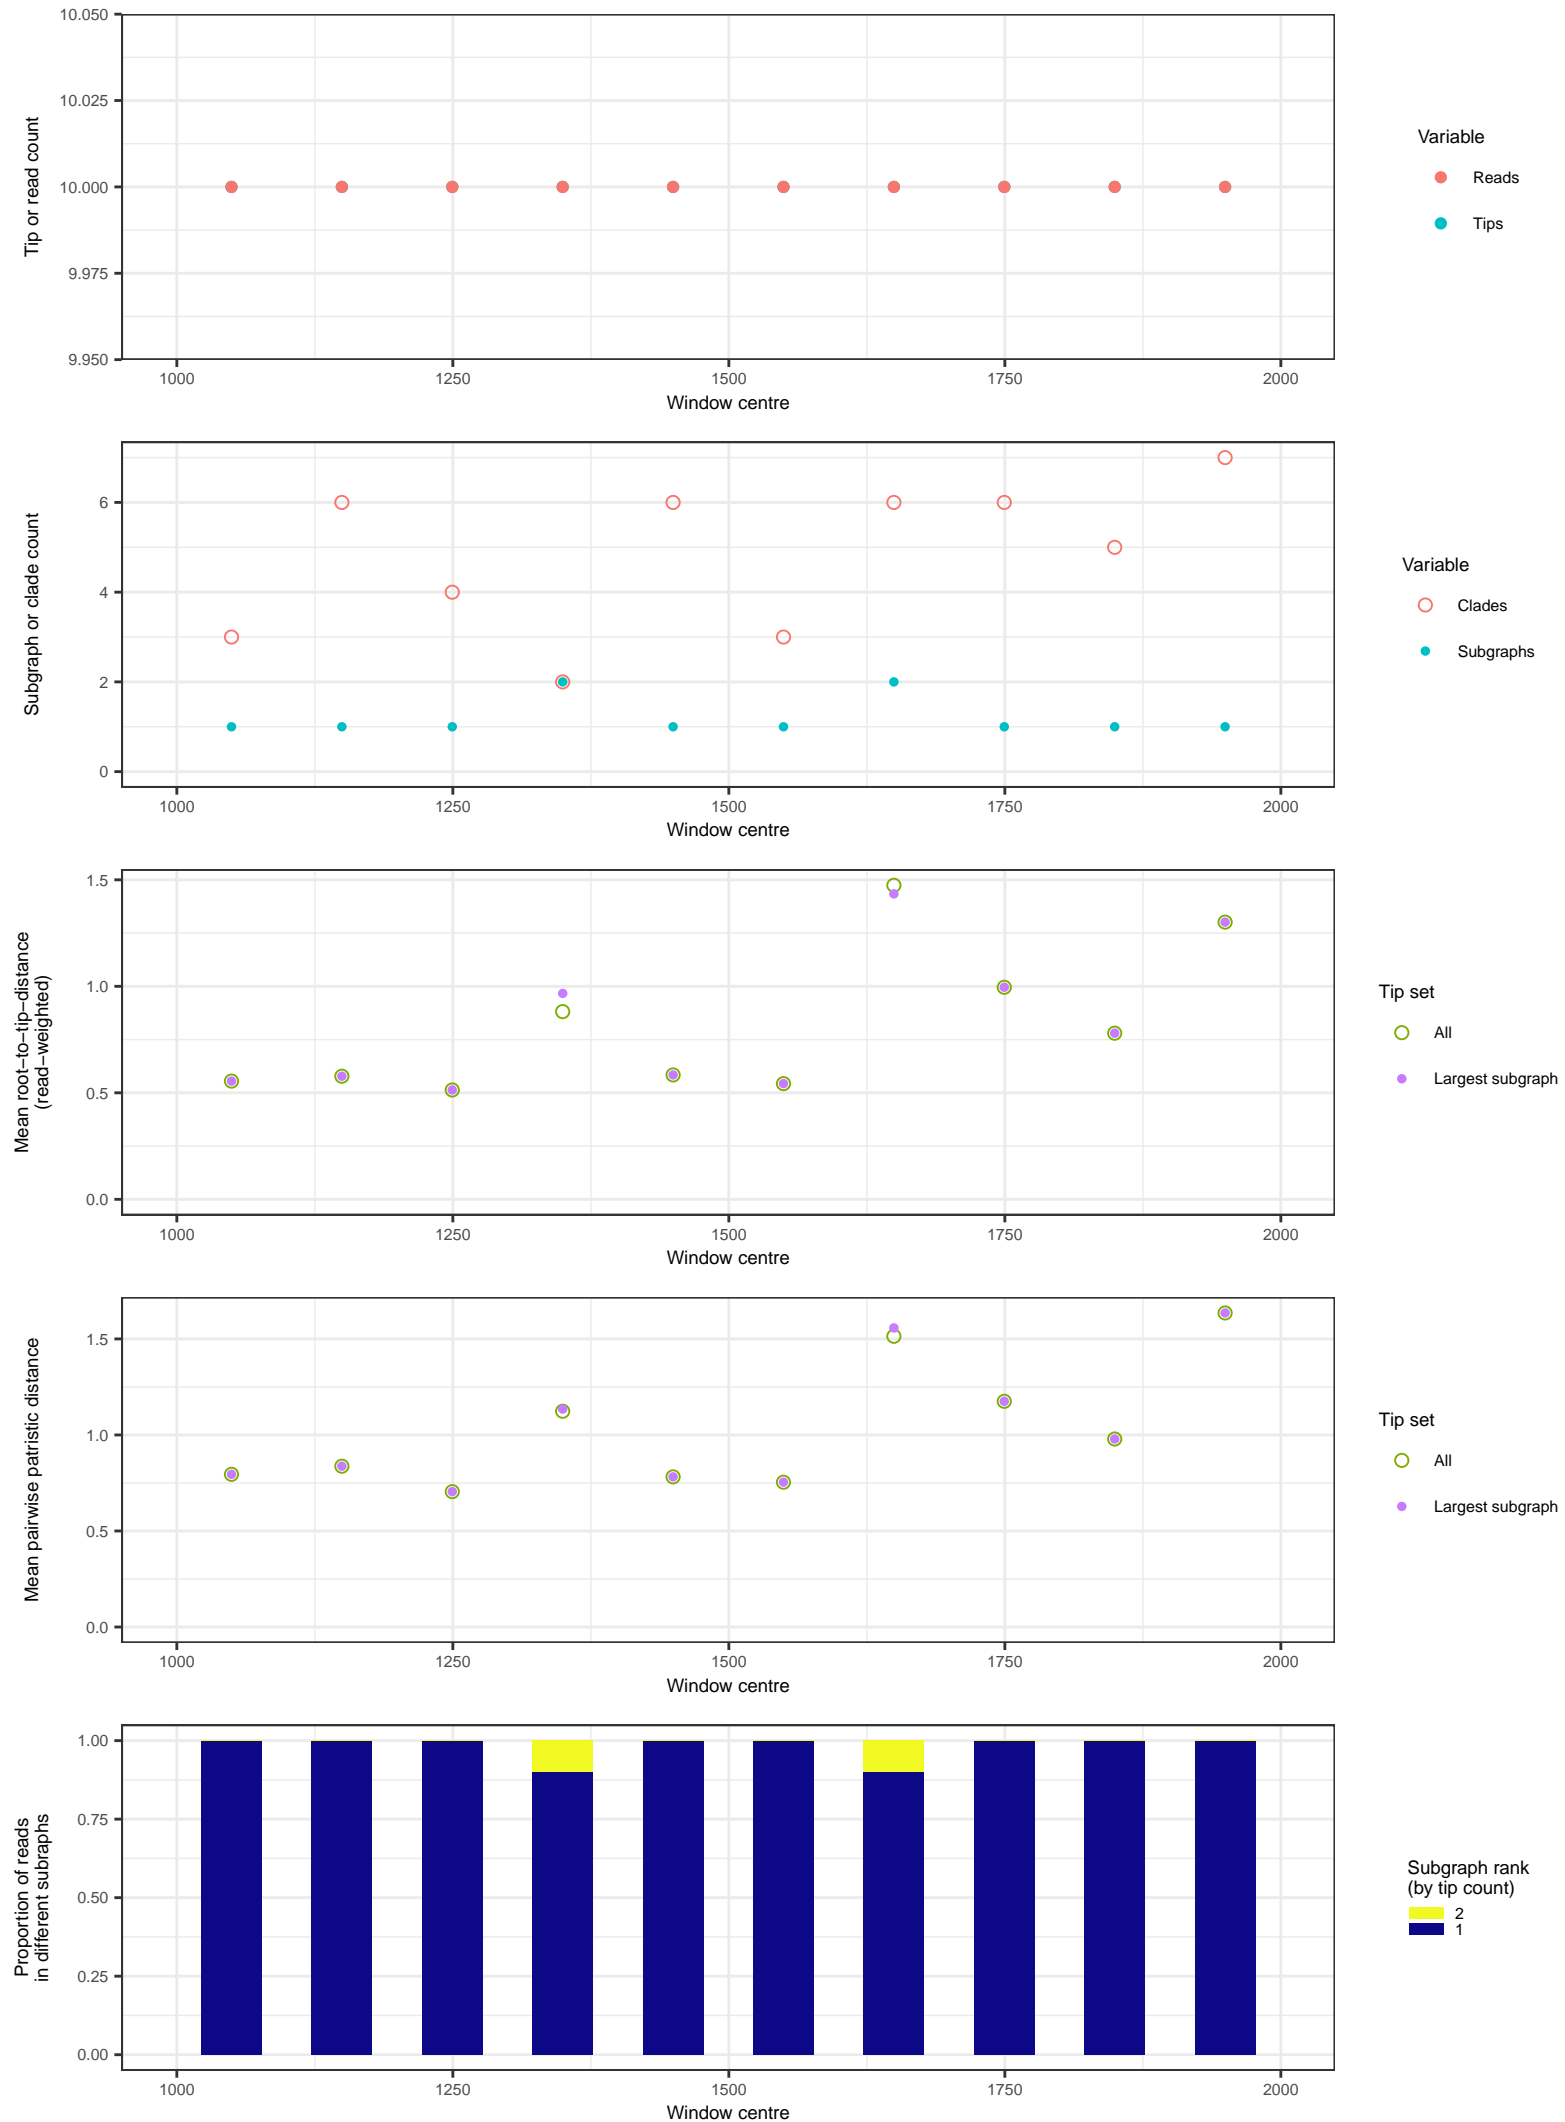 10.050
10.025
10.000
9.975
9.950
Tip or read count
1000 1250 1500 1750 2000
Window centre
Variable
Reads
Tips
6
4
2
0
Subgraph or clade count
1000 1250 1500 1750 2000
Window centre
Variable
Clades
Subgraphs
1.5
1.0
0.5
0.0
Mean root−to−tip−distance
(read−weighted)
1000 1250 1500 1750 2000
Window centre
Tip set
All
Largest subgraph
1.5
1.0
0.5
0.0
Mean pairwise patristic distance
1000 1250 1500 1750 2000
Window centre
Tip set
All
Largest subgraph
1.00
0.75
0.50
0.25
0.00
Proportion of reads
in different subraphs
1000 1250 1500 1750 2000
Window centre
Subgraph rank
(by tip count)
2
1